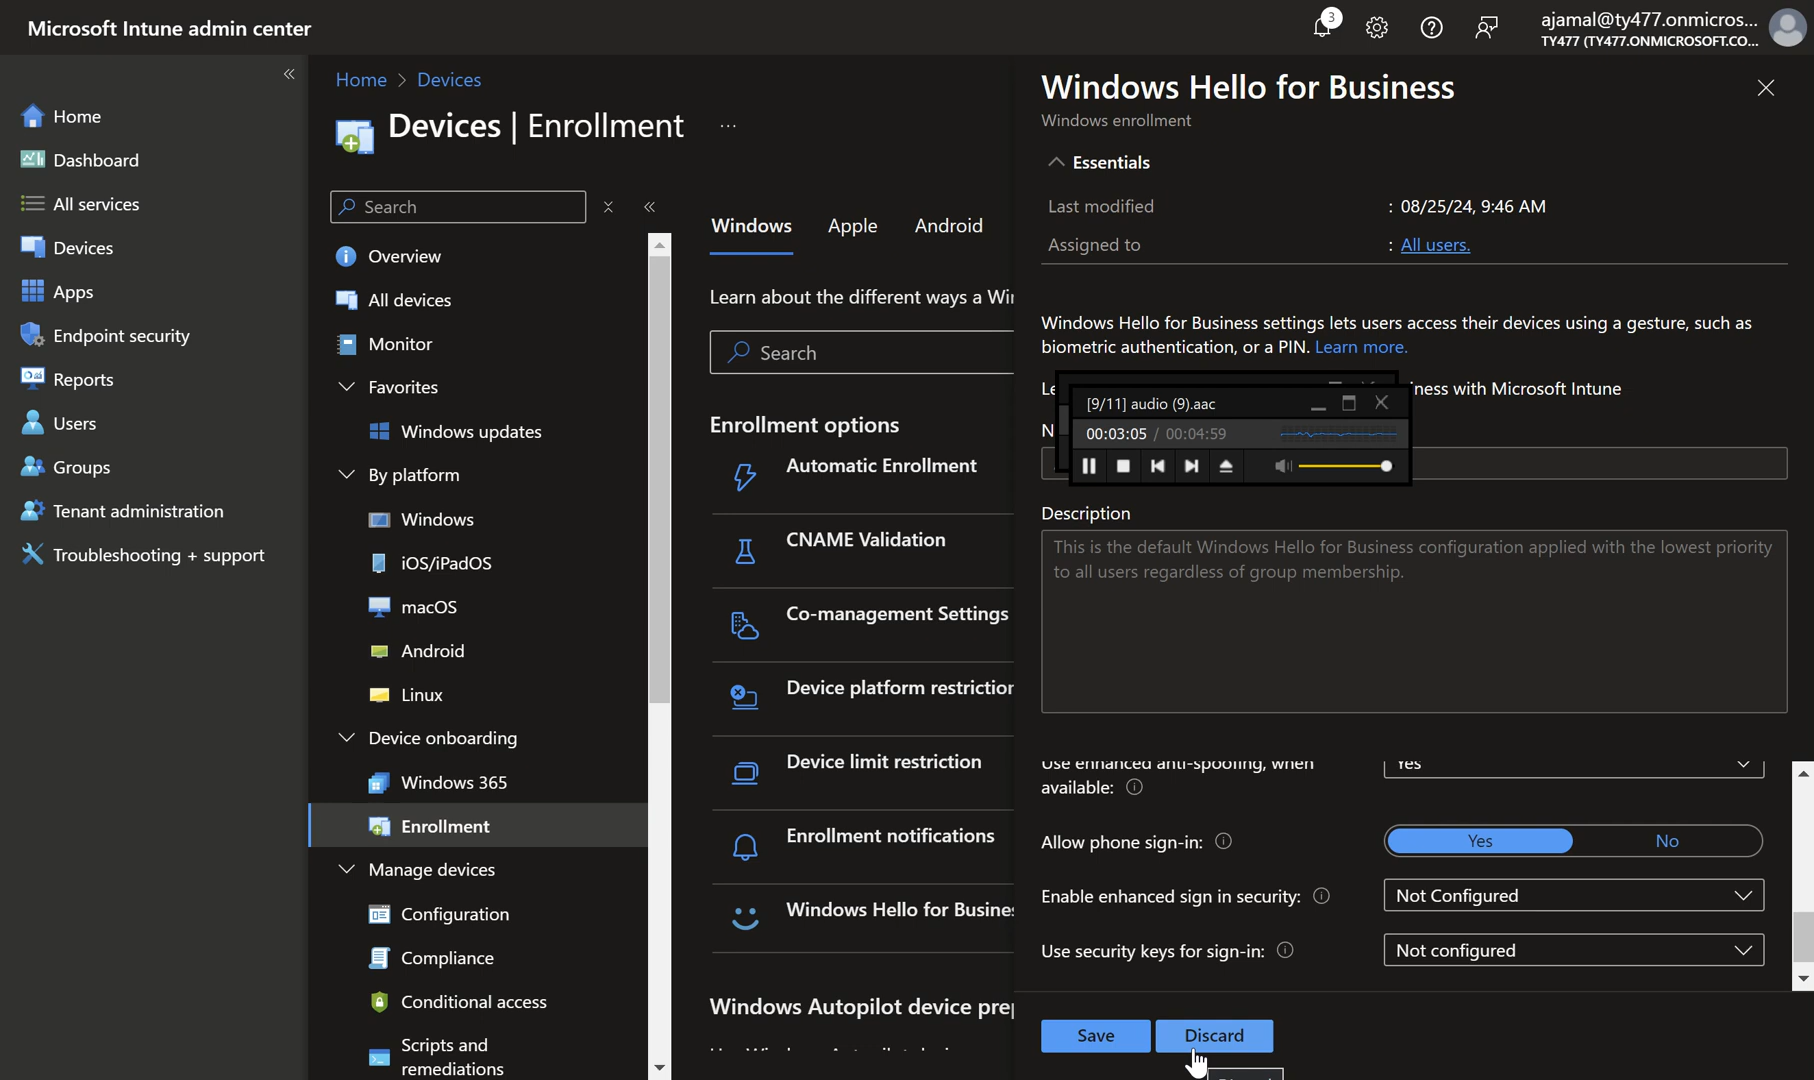 Microsoft Intune admin center
3
ajamal@ty477.onmicros...
TY477 (TY477.ONMICROSOFT.CO...
Home
Dashboard
All services
Devices
Apps
Endpoint security
Reports
Users
Groups
Tenant administration
Troubleshooting + support
Home > Devices
Devices | Enrollment ...
Search
Overview
All devices
Monitor
Favorites
Windows updates
By platform
Windows
iOS/iPadOS
macOS
Android
Linux
Device onboarding
Windows 365
Enrollment
Manage devices
Configuration
Compliance
Conditional access
Scripts and
remediations
Windows Apple Android
Learn about the different ways a Wi
Search
Enrollment options
Automatic Enrollment
CNAME Validation
Co-management Settings
Device platform restriction
Device limit restriction
Enrollment notifications
Windows Hello for Busines
Windows Autopilot device prep
Windows Hello for Business
Windows enrollment
Essentials
Last modified : 08/25/24, 9:46 AM
Assigned to : All users.
Windows Hello for Business settings lets users access their devices using a gesture, such as
biometric authentication, or a PIN. Learn more.
Le iness with Microsoft Intune
[9/11] audio (9).aac
00:03:05 / 00:04:59
N
Description
This is the default Windows Hello for Business configuration applied with the lowest priority
to all users regardless of group membership.
Use enhanced anti-spoofing, when Yes
available:
Allow phone sign-in: Yes No
Enable enhanced sign in security: Not Configured
Use security keys for sign-in: Not configured
Save Discard